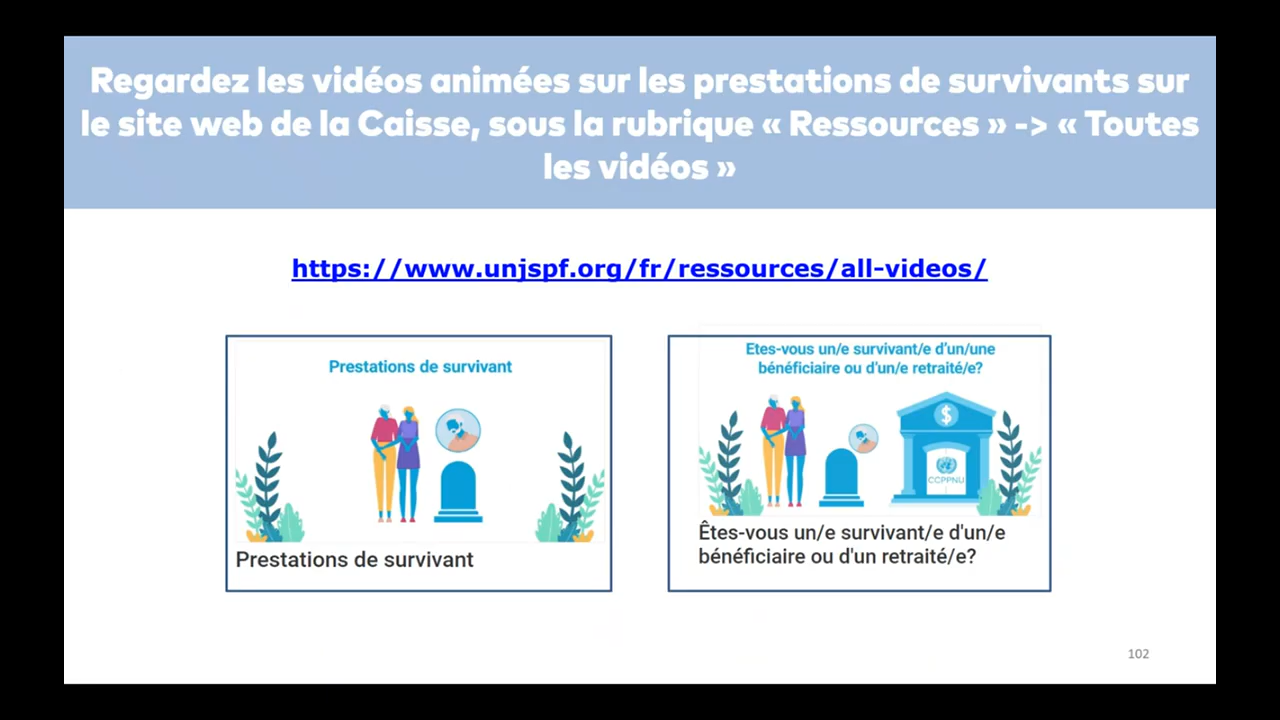 Regardez les vidéos animées sur les prestations de survivants sur
le site web de la Caisse, sous la rubrique « Ressources » -> « Toutes
les vidéos »
https://www.unjspf.org/fr/ressources/all-videos/
Prestations de survivant
Prestations de survivant
Etes-vous un/e survivant/e d'un/une
bénéficiaire ou d'un/e retraité/e?
$
CCPPNU
Êtes-vous un/e survivant/e d'un/e
bénéficiaire ou d'un retraité/e?
102